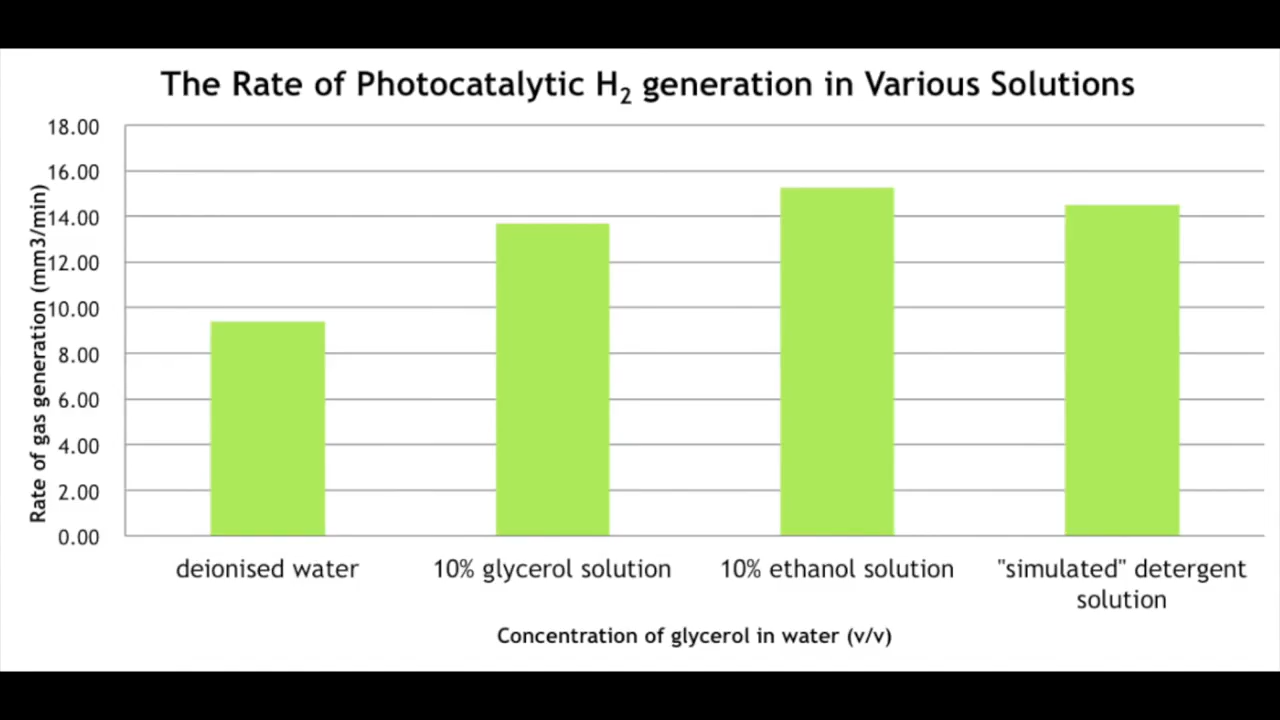 The Rate of Photocatalytic H₂ generation in Various Solutions
Rate of gas generation (mm3/min)
18.00
16.00
14.00
12.00
10.00
8.00
6.00
4.00
2.00
0.00
deionised water
10% glycerol solution
10% ethanol solution
"simulated" detergent
solution
Concentration of glycerol in water (v/v)